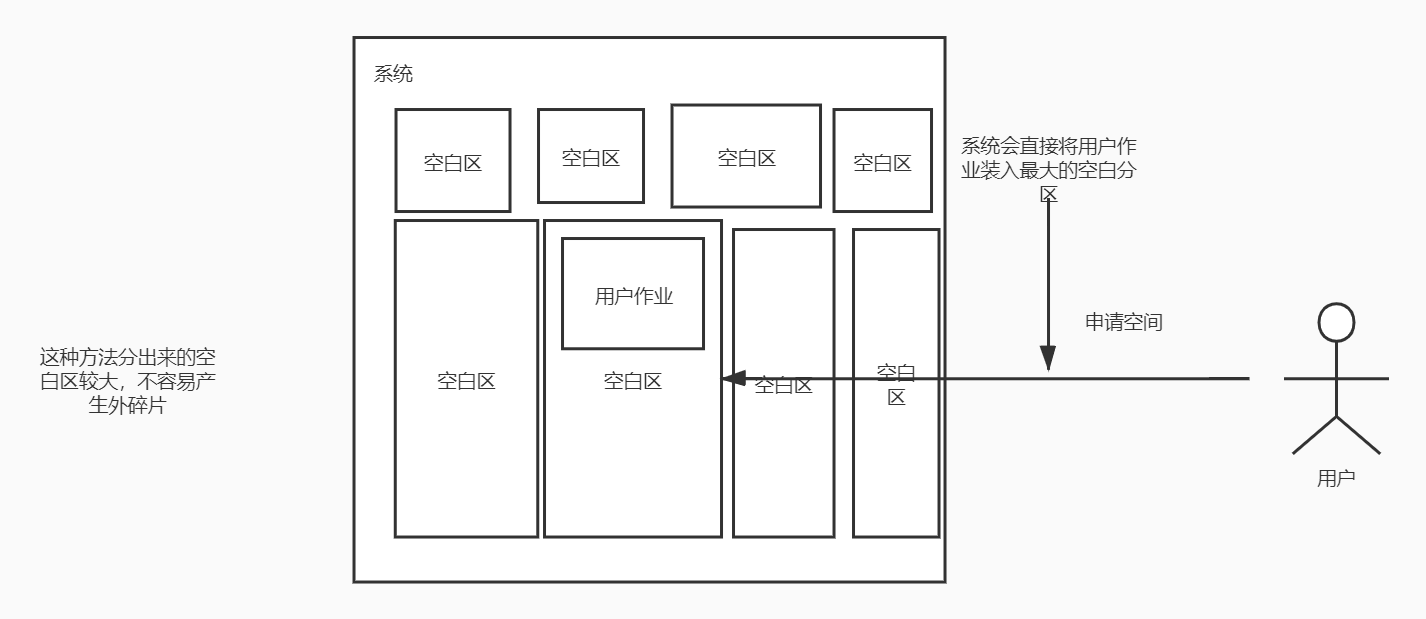 系统
空白区
空白区
空白区
空白区
系统会直接将用户作
业装入最大的空白分
区
用户作业
申请空间
这种方法分出来的空
白区较大，不容易产
生外碎片
空白区
空白区
空白区
空白
区
用户